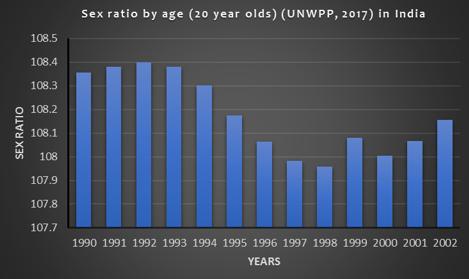 Sex ratio by age (20 year olds) (UNWPP, 2017) in India
SEX RATIO
108.5
108.4
108.3
108.2
108.1
108
107.9
107.8
107.7
1990 1991 1992 1993 1994 1995 1996 1997 1998 1999 2000 2001 2002
YEARS